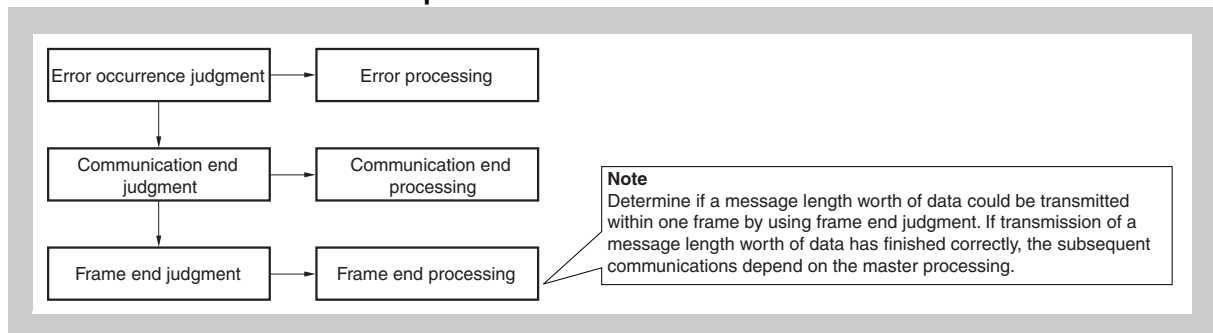 Error occurrence judgment
Error processing
Communication end
judgment
Communication end
processing
Note
Determine if a message length worth of data could be transmitted
within one frame by using frame end judgment. If transmission of a
message length worth of data has finished correctly, the subsequent
communications depend on the master processing.
Frame end judgment
Frame end processing